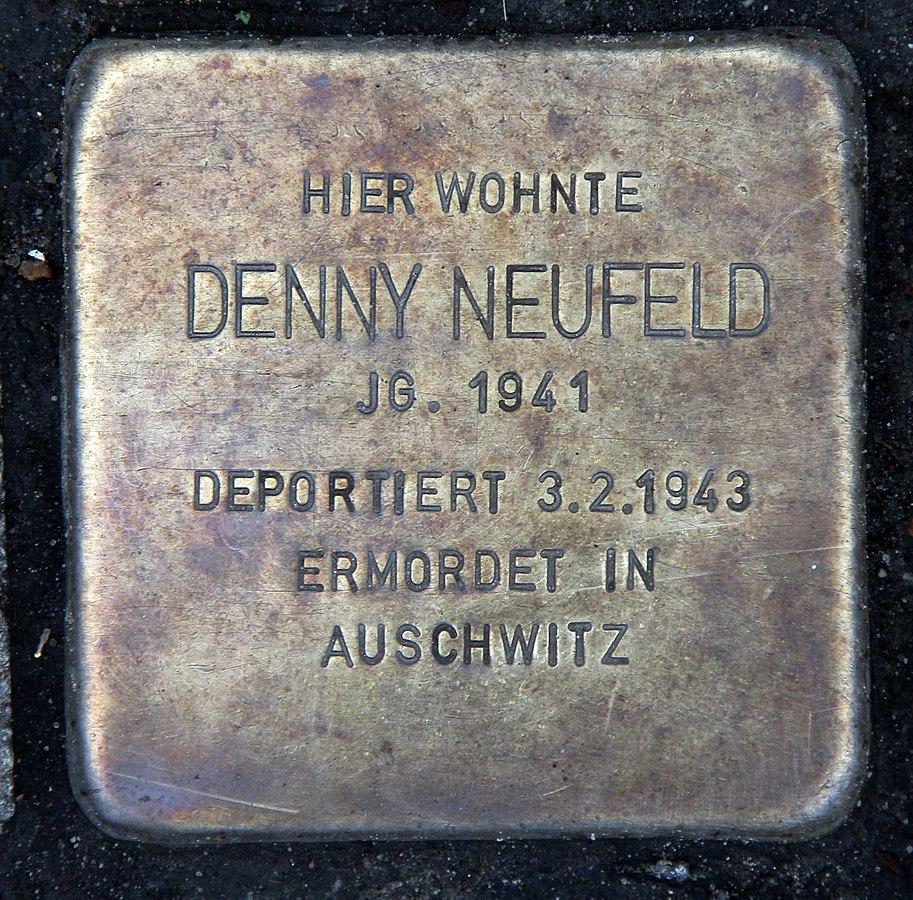 HIER WOHNTE
DENNY NEUFELD
JG. 1941
DEPORTIERT 3.2.1943
ERMORDET IN
AUSCHWITZ